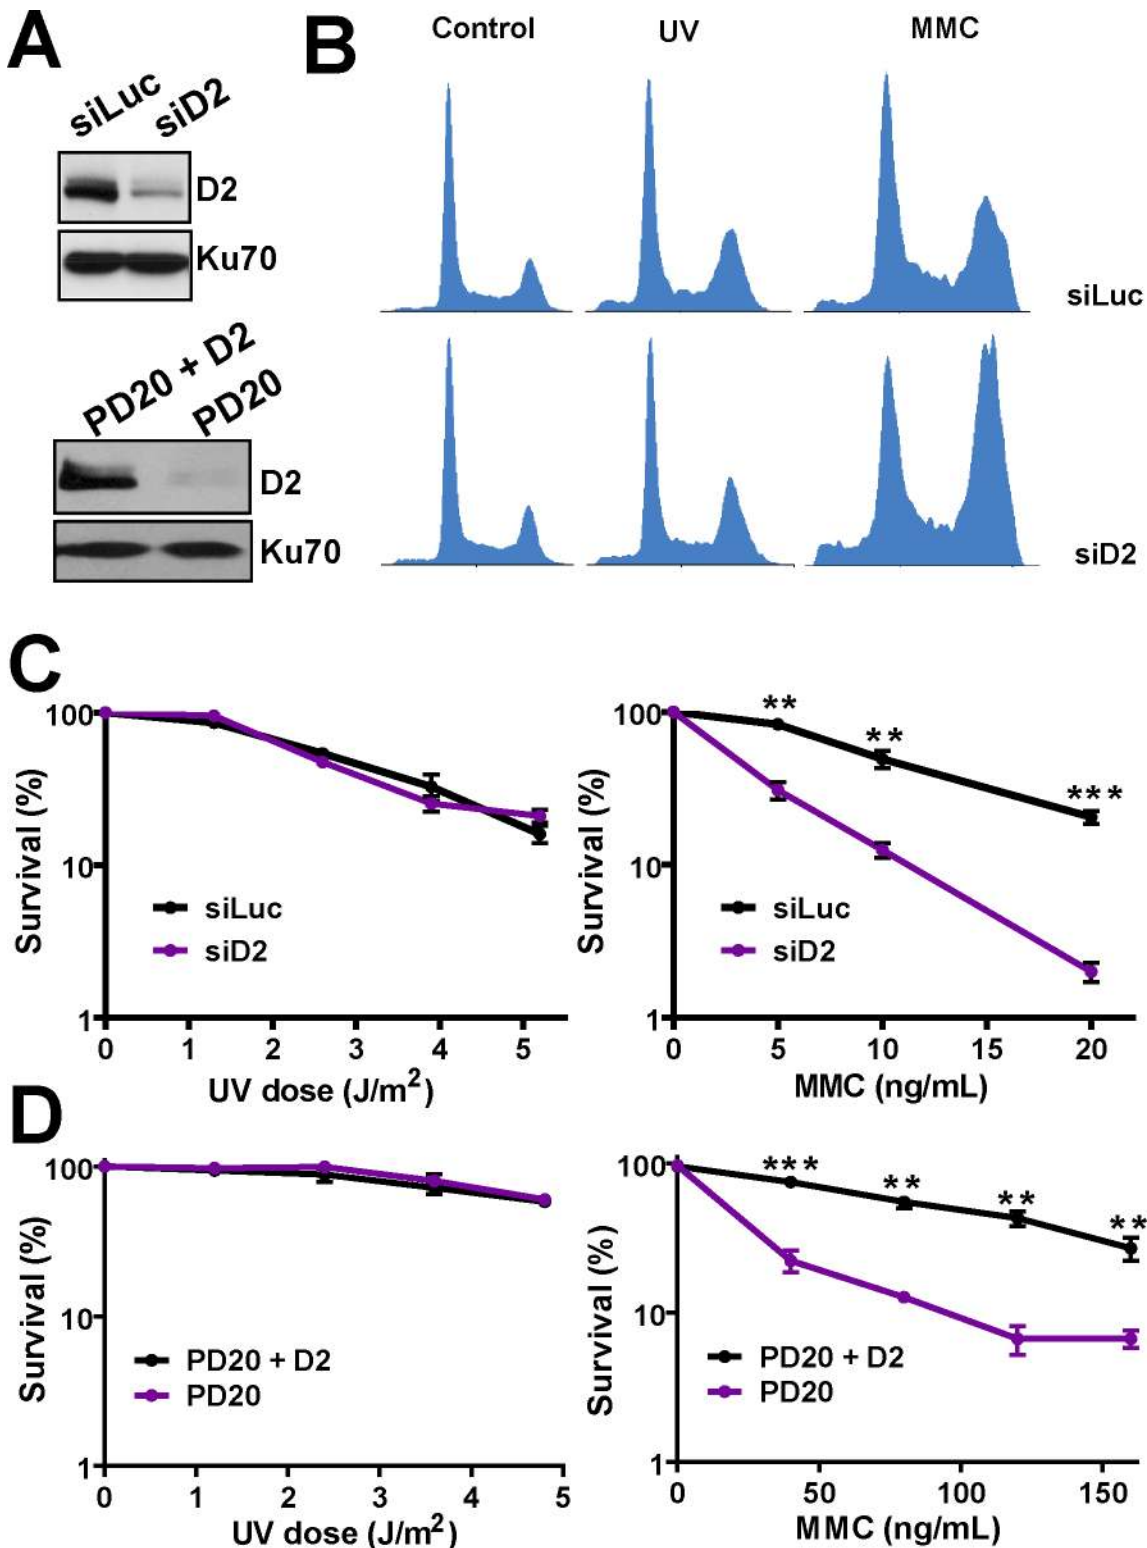 A
siLuc siD2
D2
Ku70
PD20 + D2 PD20
D2
Ku70
B
Control UV MMC
siLuc
siD2
C
100
10
1
Survival (%)
siLuc
siD2
0 1 2 3 4 5
UV dose (J/m²)
** ** ***
100
10
1
Survival (%)
siLuc
siD2
0 5 10 15 20
MMC (ng/mL)
D
100
10
1
Survival (%)
PD20 + D2
PD20
0 1 2 3 4 5
UV dose (J/m²)
*** ** ** **
100
10
1
Survival (%)
PD20 + D2
PD20
0 50 100 150
MMC (ng/mL)